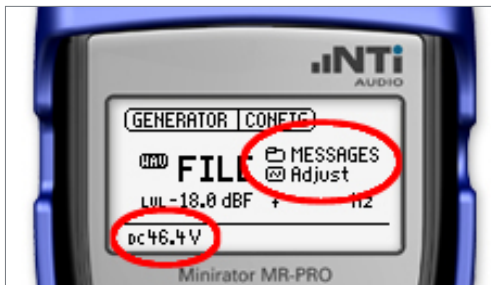 NTi
AUDIO
GENERATOR CONFIG
WAV FILE MESSAGES
Adjust
LVL -18.0 dBF
DC 46.4 V
Minirator MR-PRO